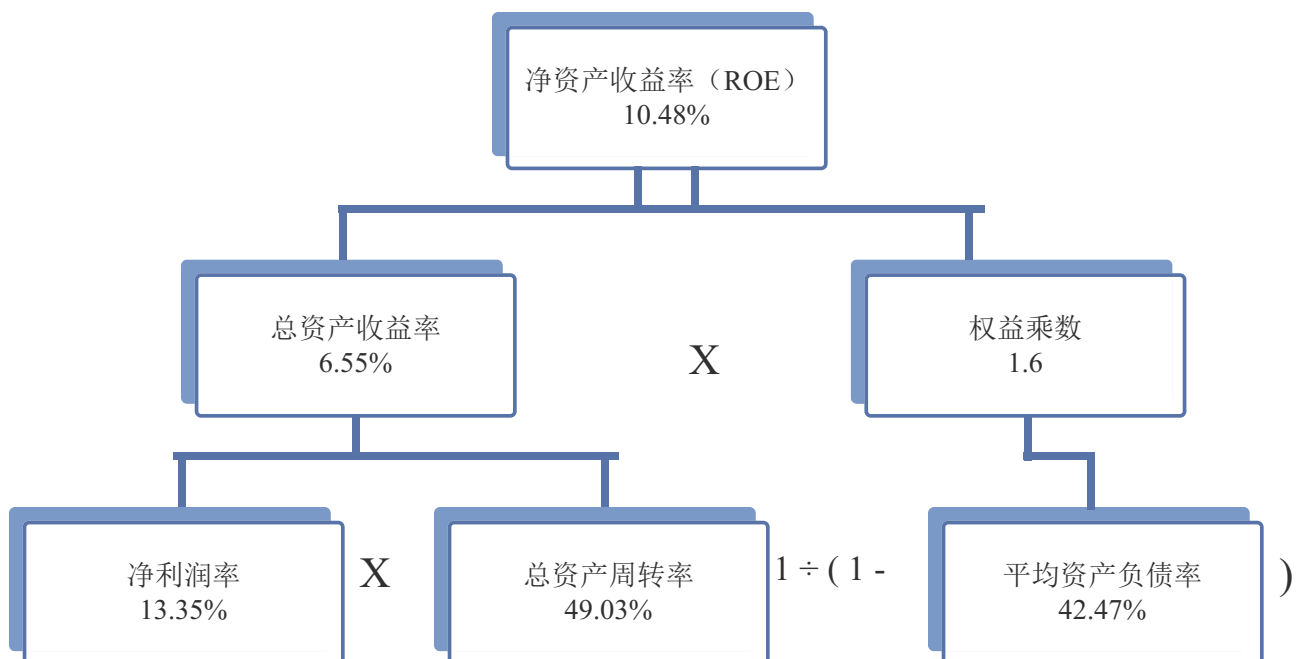 净资产收益率（ROE）
10.48%
总资产收益率
6.55%
X
权益乘数
1.6
净利润率
13.35%
X
总资产周转率
49.03%
1 ÷ ( 1 -
平均资产负债率
42.47%
)